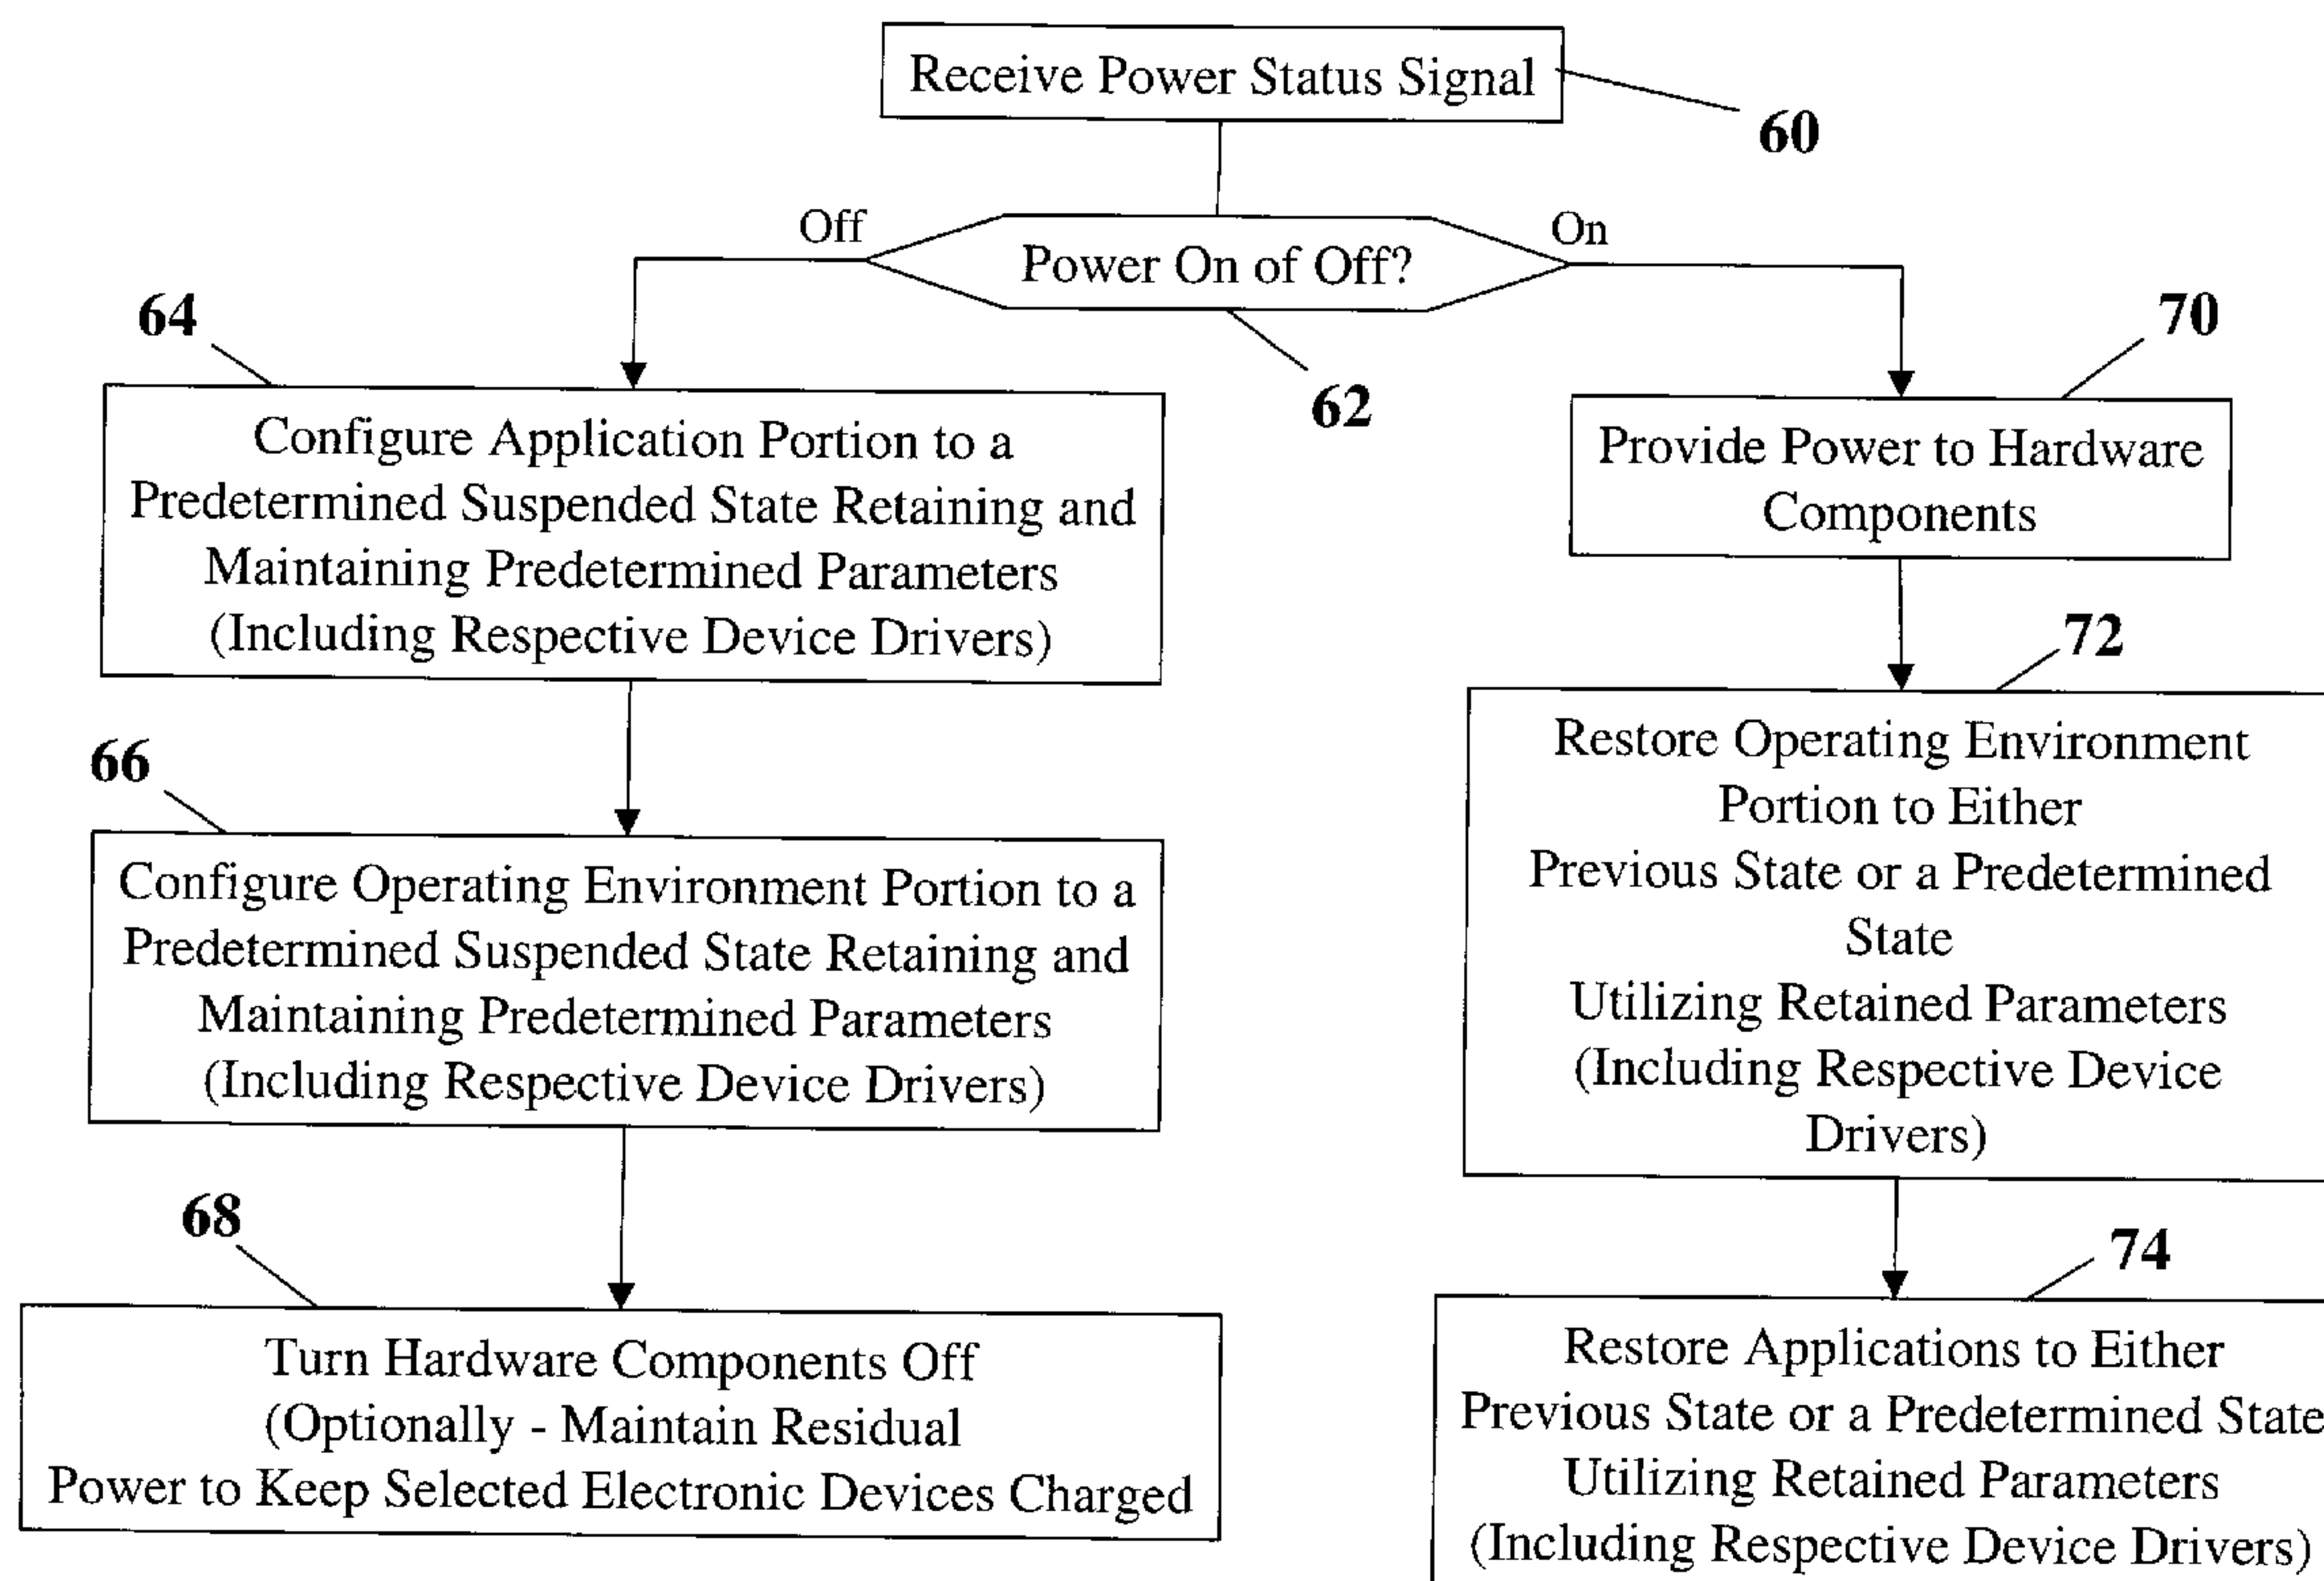 Receive Power Status Signal
60
Off
On
Power On of Off?
62
64
Configure Application Portion to a
Predetermined Suspended State Retaining and
Maintaining Predetermined Parameters
(Including Respective Device Drivers)
66
Configure Operating Environment Portion to a
Predetermined Suspended State Retaining and
Maintaining Predetermined Parameters
(Including Respective Device Drivers)
68
Turn Hardware Components Off
(Optionally - Maintain Residual
Power to Keep Selected Electronic Devices Charged
70
Provide Power to Hardware
Components
72
Restore Operating Environment
Portion to Either
Previous State or a Predetermined
State
Utilizing Retained Parameters
(Including Respective Device
Drivers)
74
Restore Applications to Either
Previous State or a Predetermined State
Utilizing Retained Parameters
(Including Respective Device Drivers)